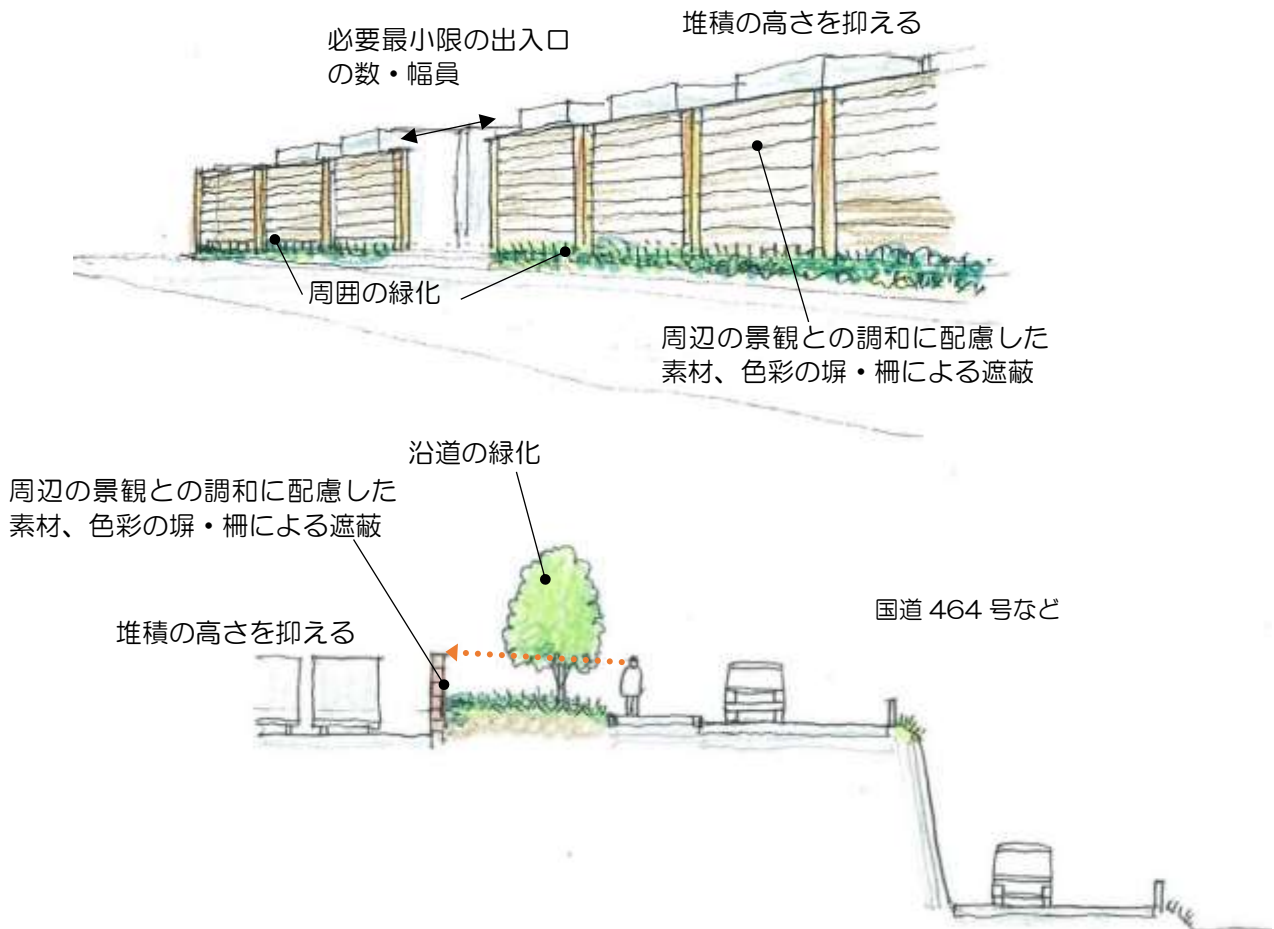 堆積の高さを抑える
必要最小限の出入口
の数・幅員
周囲の緑化
周辺の景観との調和に配慮した
素材、色彩の塀・柵による遮蔽
沿道の緑化
周辺の景観との調和に配慮した
素材、色彩の塀・柵による遮蔽
国道 464 号など
堆積の高さを抑える